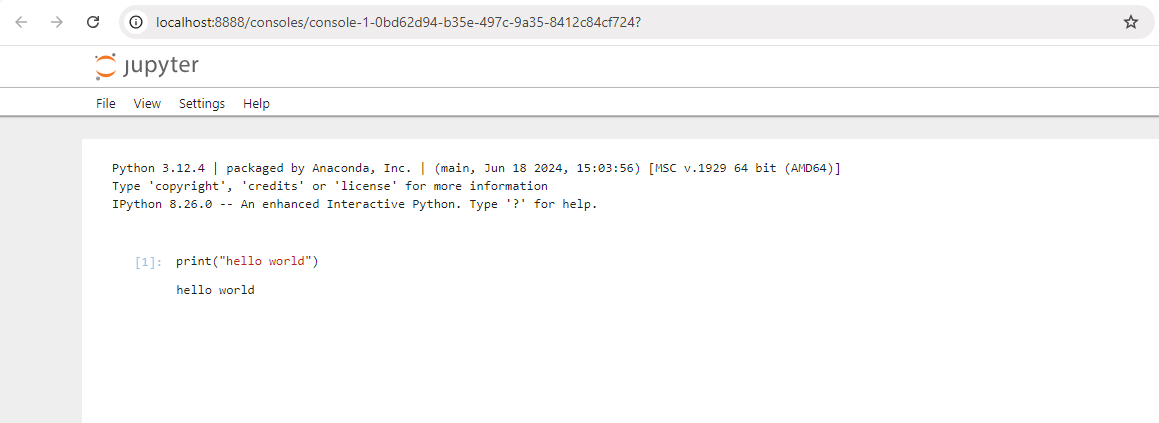 localhost:8888/consoles/console-1-0bd62d94-b35e-497c-9a35-8412c84cf724?
jupyter
File View Settings Help
Python 3.12.4 | packaged by Anaconda, Inc. | (main, Jun 18 2024, 15:03:56) [MSC v.1929 64 bit (AMD64)]
Type 'copyright', 'credits' or 'license' for more information
IPython 8.26.0 -- An enhanced Interactive Python. Type '?' for help.
[1]: print("hello world")
hello world